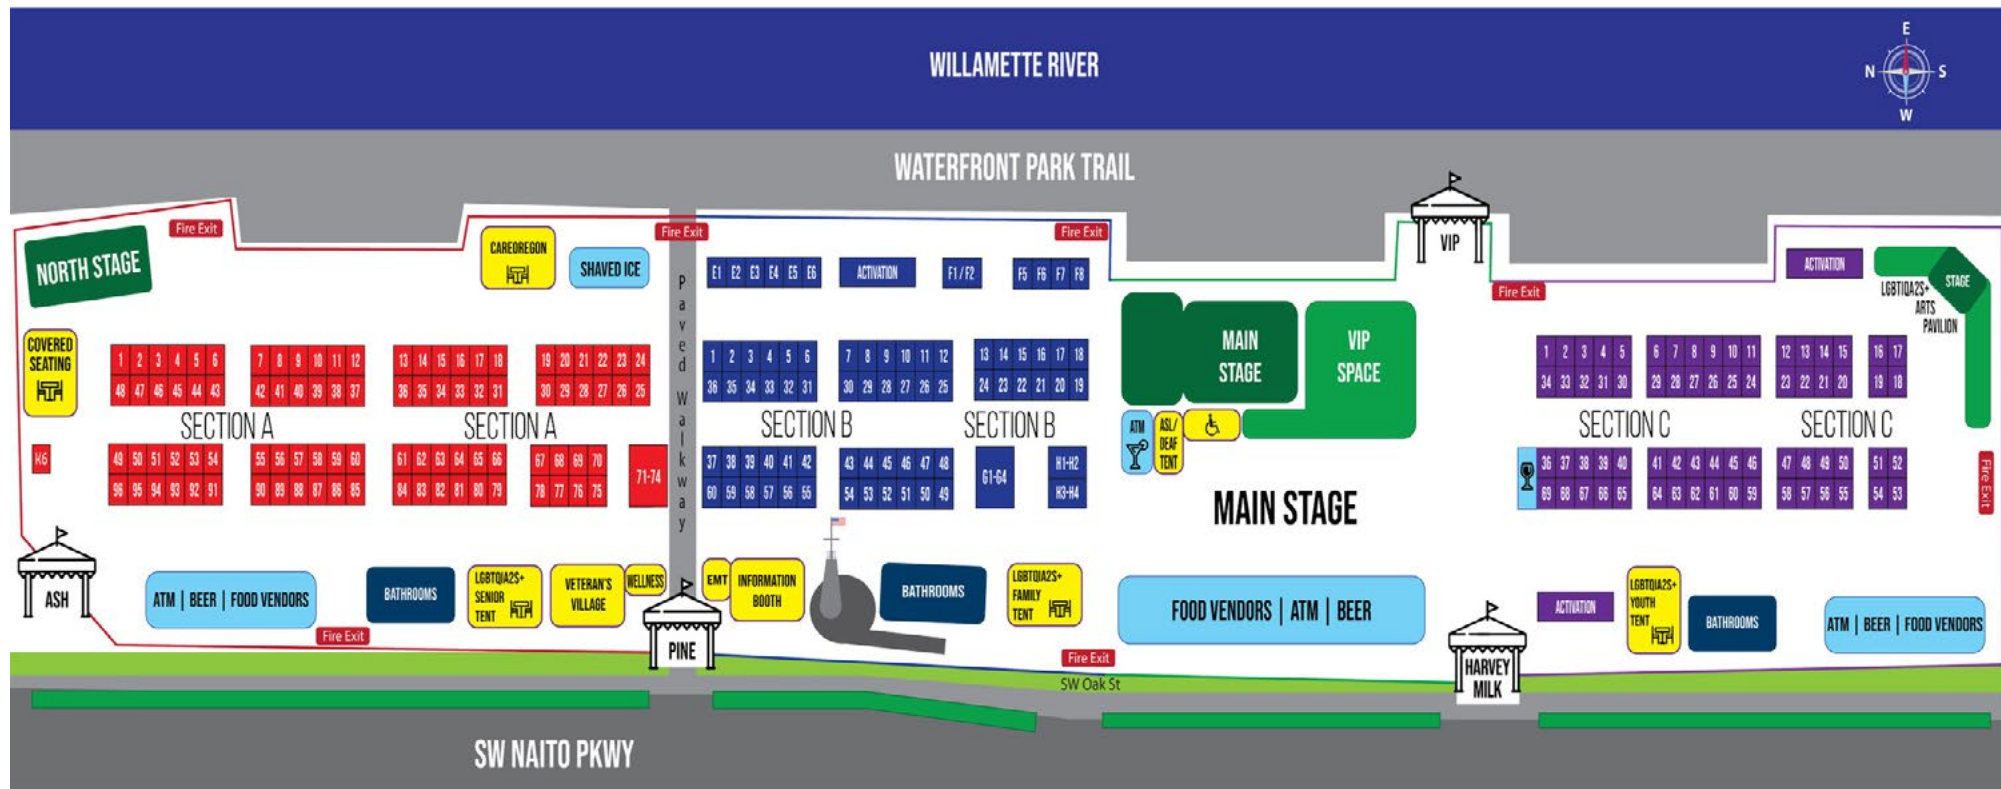 WILLAMETTE RIVER
E
N S
W
WATERFRONT PARK TRAIL
VIP
Fire Exit
Fire Exit
Fire Exit
Fire Exit
NORTH STAGE
CAREOREGON
SHAVED ICE
Paved Walkway
E1 E2 E3 E4 E5 E6
ACTIVATION
F1/F2
F5 F6 F7 F8
ACTIVATION
STAGE
LGBTIQA2S+
ARTS
PAVILION
COVERED
SEATING
1 2 3 4 5 6
48 47 46 45 44 43
7 8 9 10 11 12
42 41 40 39 38 37
13 14 15 16 17 18
36 35 34 33 32 31
19 20 21 22 23 24
30 29 28 27 26 25
1 2 3 4 5 6
36 35 34 33 32 31
7 8 9 10 11 12
30 29 28 27 26 25
13 14 15 16 17 18
24 23 22 21 20 19
MAIN
STAGE
VIP
SPACE
1 2 3 4 5
34 33 32 31 30
6 7 8 9 10 11
29 28 27 26 25 24
12 13 14 15
23 22 21 20
16 17
19 18
SECTION A
SECTION A
SECTION B
SECTION B
ATM
ASL/
DEAF
TENT
SECTION C
SECTION C
K6
49 50 51 52 53 54
96 95 94 93 92 91
55 56 57 58 59 60
90 89 88 87 86 85
61 62 63 64 65 66
84 83 82 81 80 79
67 68 69 70
78 77 76 75
71-74
37 38 39 40 41 42
60 59 58 57 56 55
43 44 45 46 47 48
54 53 52 51 50 49
G1-G4
H1-H2
H3-H4
MAIN STAGE
36 37 38 39 40
69 68 67 66 65
41 42 43 44 45 46
64 63 62 61 60 59
47 48 49 50
58 57 56 55
51 52
54 53
Fire Exit
ASH
ATM | BEER | FOOD VENDORS
BATHROOMS
LGBTQIA2S+
SENIOR
TENT
VETERAN'S
VILLAGE
WELLNESS
PINE
EMT
INFORMATION
BOOTH
BATHROOMS
LGBTQIA2S+
FAMILY
TENT
FOOD VENDORS | ATM | BEER
HARVEY
MILK
ACTIVATION
LGBTQIA2S+
YOUTH
TENT
BATHROOMS
ATM | BEER | FOOD VENDORS
Fire Exit
Fire Exit
SW Oak St
SW NAITO PKWY